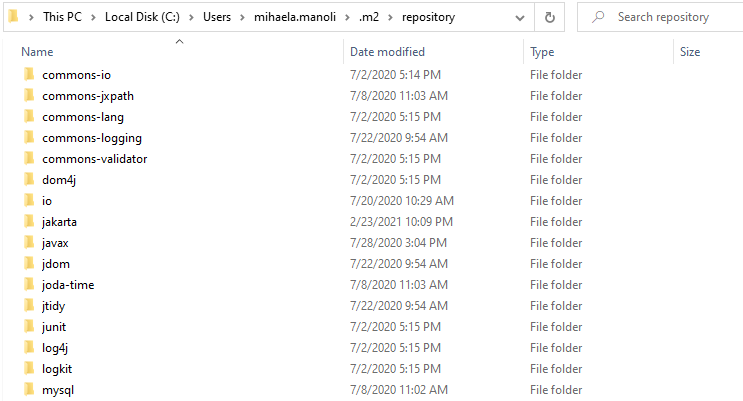 This PC › Local Disk (C:) › Users › mihaela.manoli › .m2 › repository Search repository
Name Date modified Type Size
commons-io 7/2/2020 5:14 PM File folder
commons-jxpath 7/8/2020 11:03 AM File folder
commons-lang 7/2/2020 5:15 PM File folder
commons-logging 7/22/2020 9:54 AM File folder
commons-validator 7/2/2020 5:15 PM File folder
dom4j 7/2/2020 5:15 PM File folder
io 7/20/2020 10:29 AM File folder
jakarta 2/23/2021 10:09 PM File folder
javax 7/28/2020 3:04 PM File folder
jdom 7/22/2020 9:54 AM File folder
joda-time 7/8/2020 11:03 AM File folder
jtidy 7/22/2020 9:54 AM File folder
junit 7/2/2020 5:15 PM File folder
log4j 7/2/2020 5:15 PM File folder
logkit 7/2/2020 5:15 PM File folder
mysql 7/8/2020 11:02 AM File folder